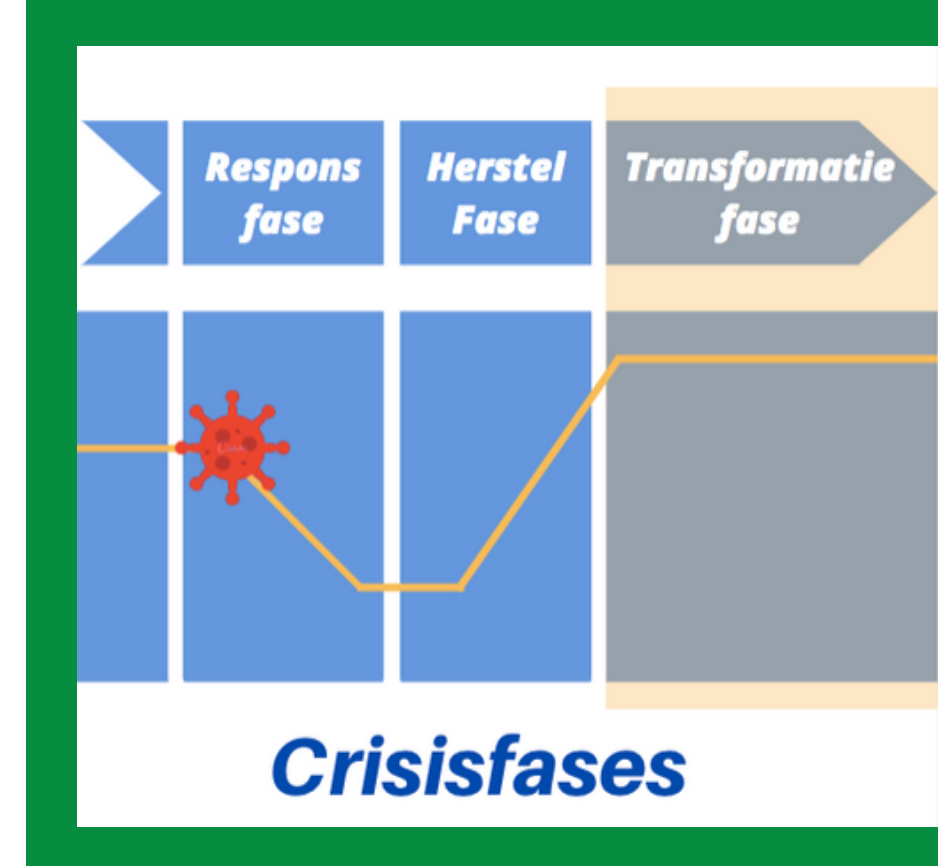 Respons
fase
Herstel
Fase
Transformatie
fase
Crisisfases